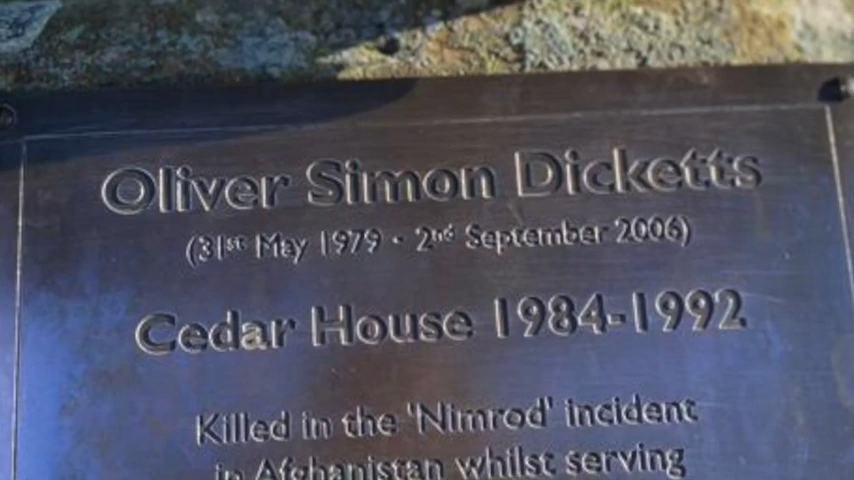 Oliver Simon Dicketts
(31st May 1979 - 2nd September 2006)
Cedar House 1984-1992
Killed in the 'Nimrod' incident
in Afghanistan whilst serving